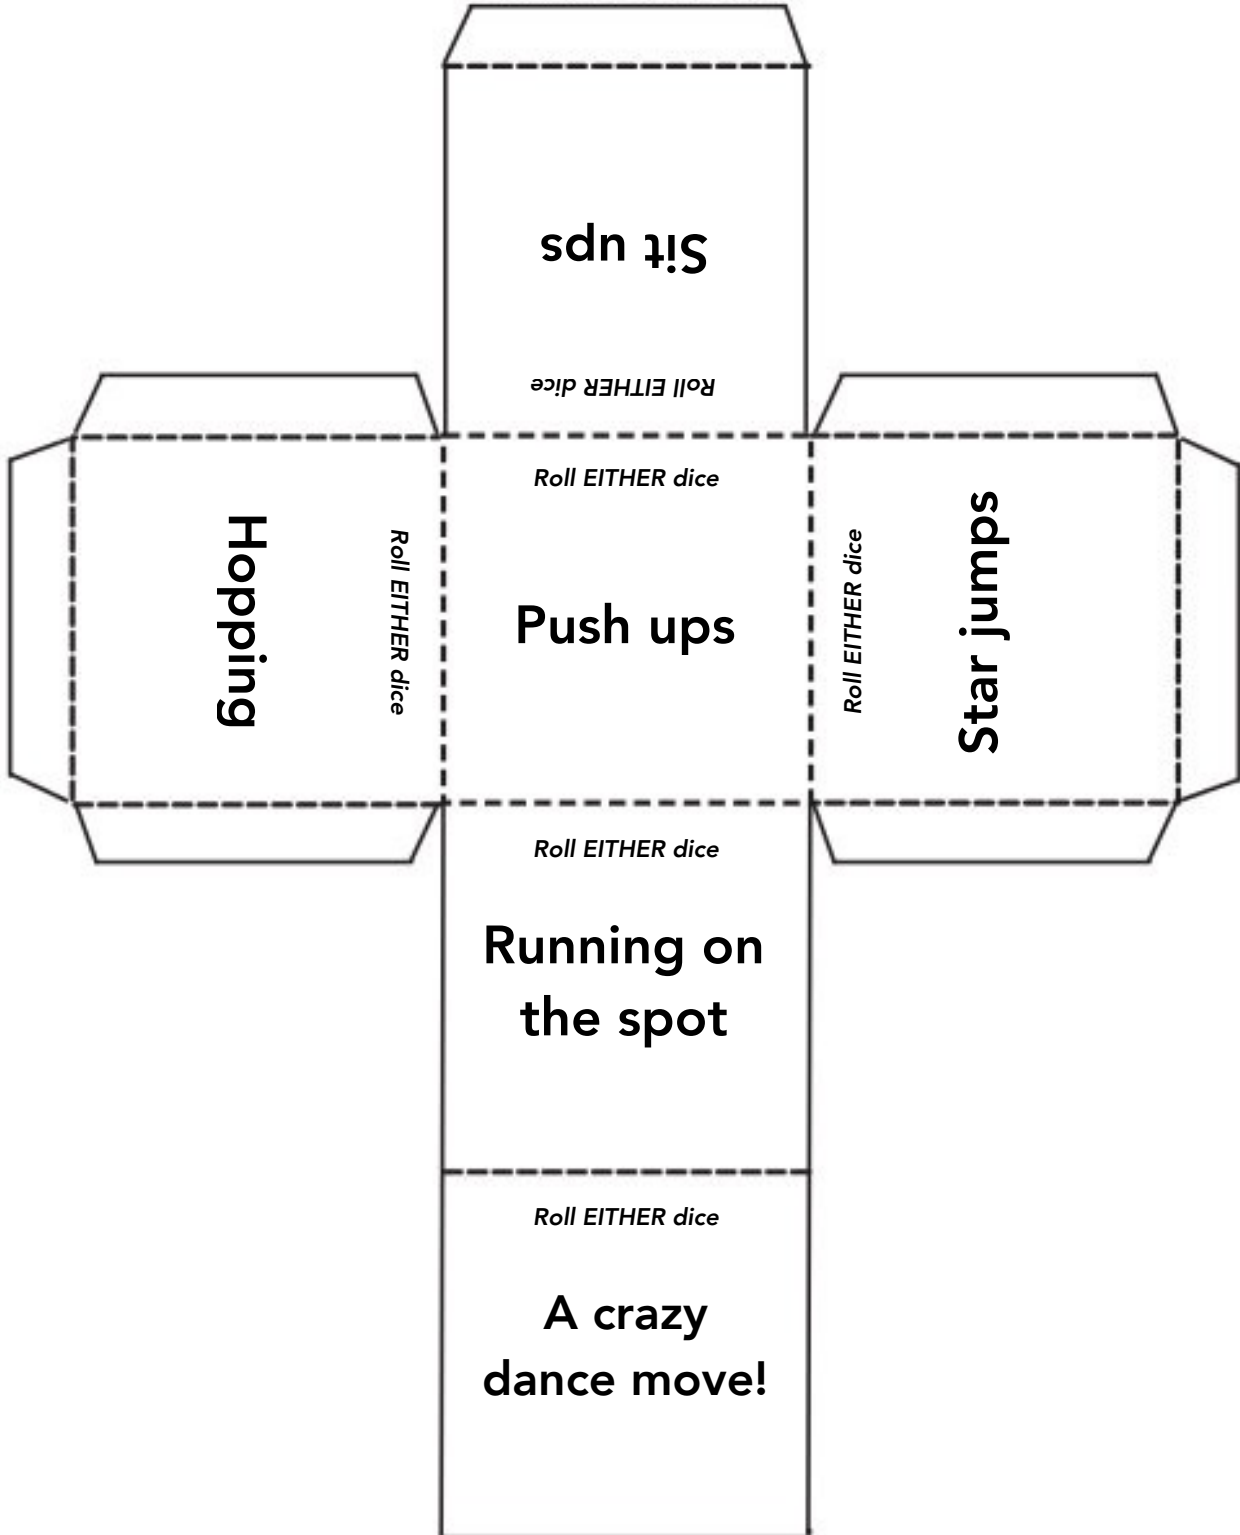 Sit ups
Roll EITHER dice
Hopping
Roll EITHER dice
Roll EITHER dice
Push ups
Roll EITHER dice
Star jumps
Roll EITHER dice
Running on
the spot
Roll EITHER dice
A crazy
dance move!